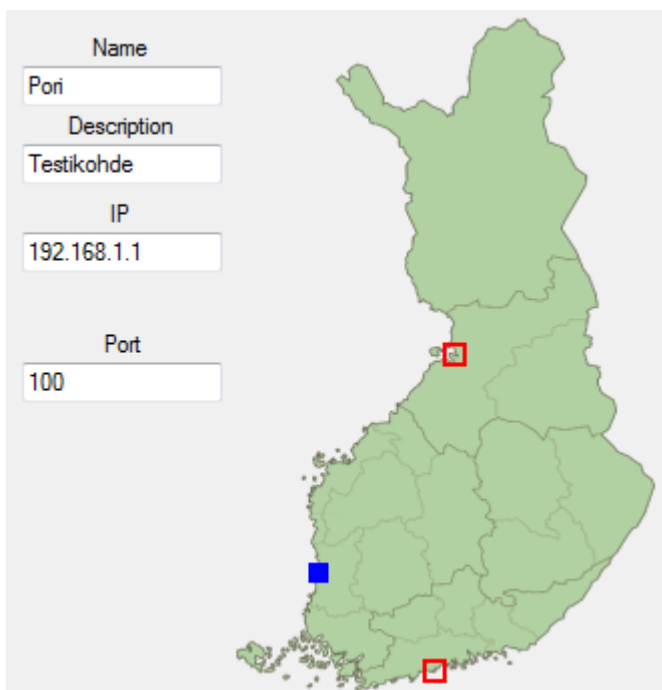 Name
Pori
Description
Testikohde
IP
192.168.1.1
Port
100